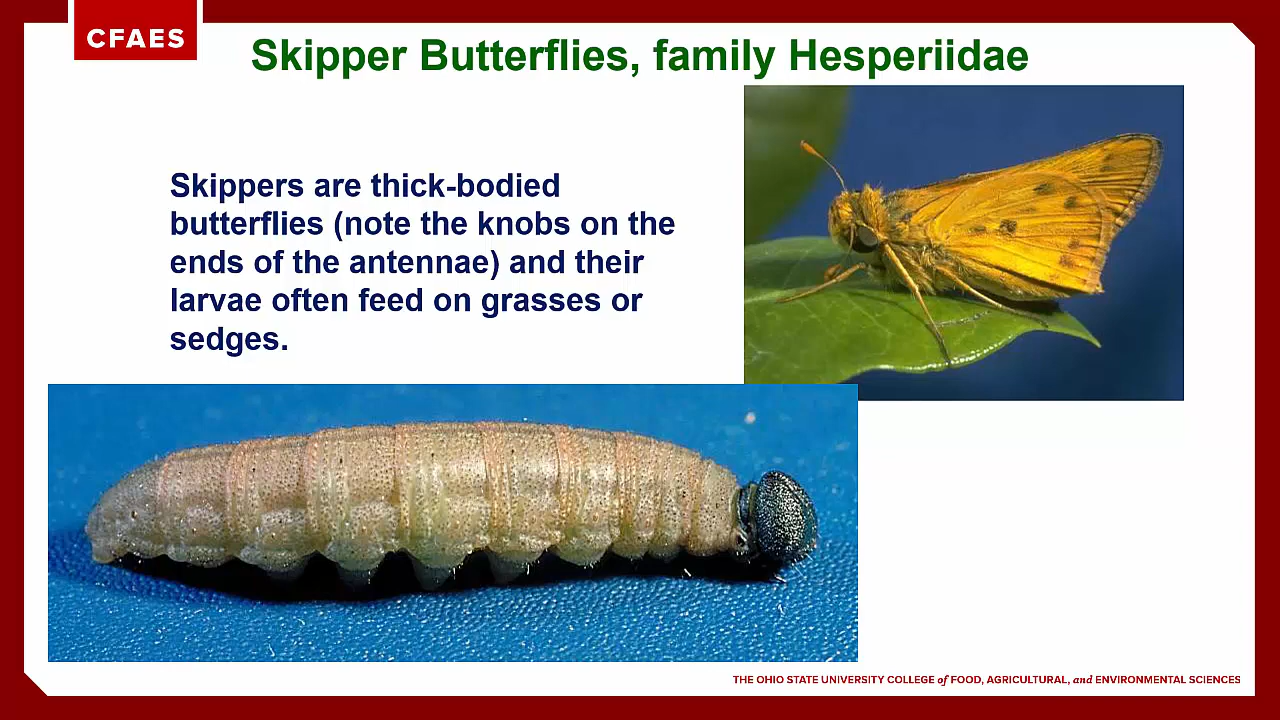 CFAES
Skipper Butterflies, family Hesperiidae
Skippers are thick-bodied
butterflies (note the knobs on the
ends of the antennae) and their
larvae often feed on grasses or
sedges.
THE OHIO STATE UNIVERSITY COLLEGE of FOOD, AGRICULTURAL, and ENVIRONMENTAL SCIENCES